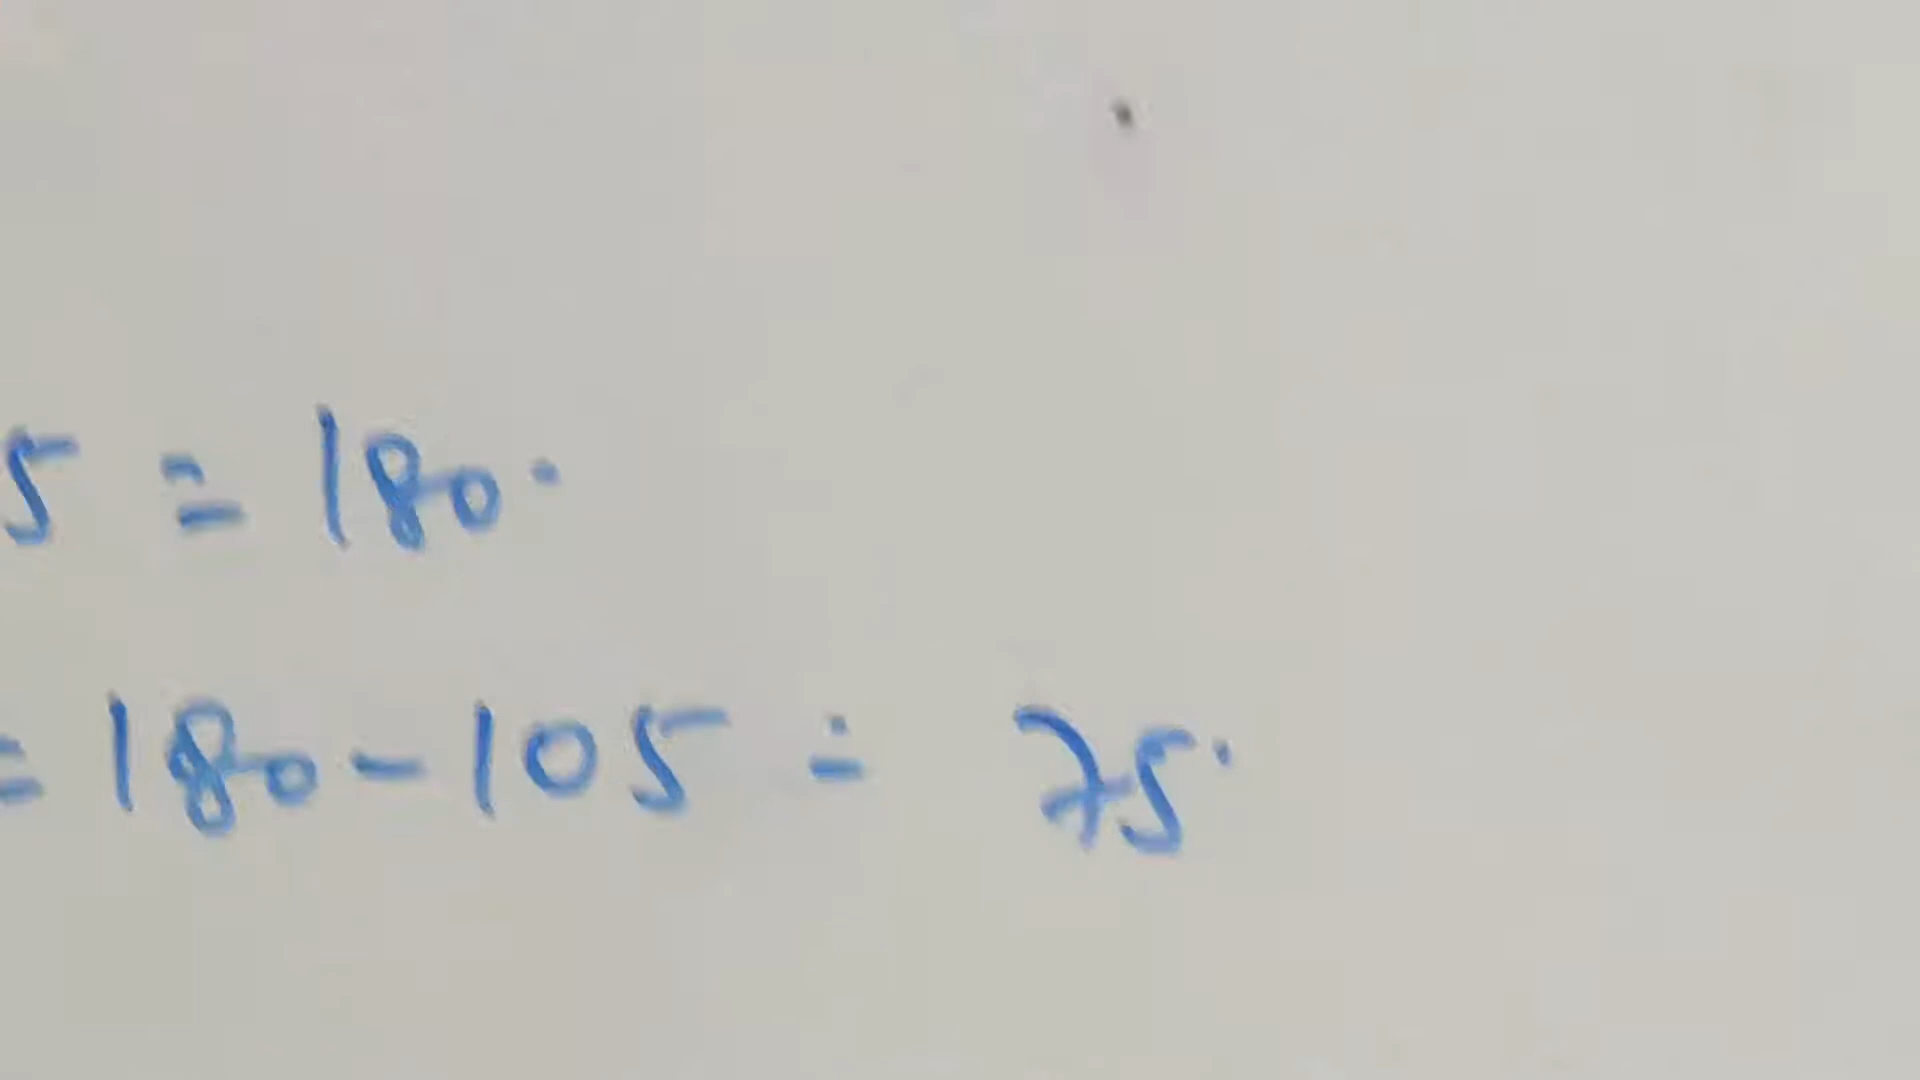 5 = 180·
= 180 - 105 = 75·